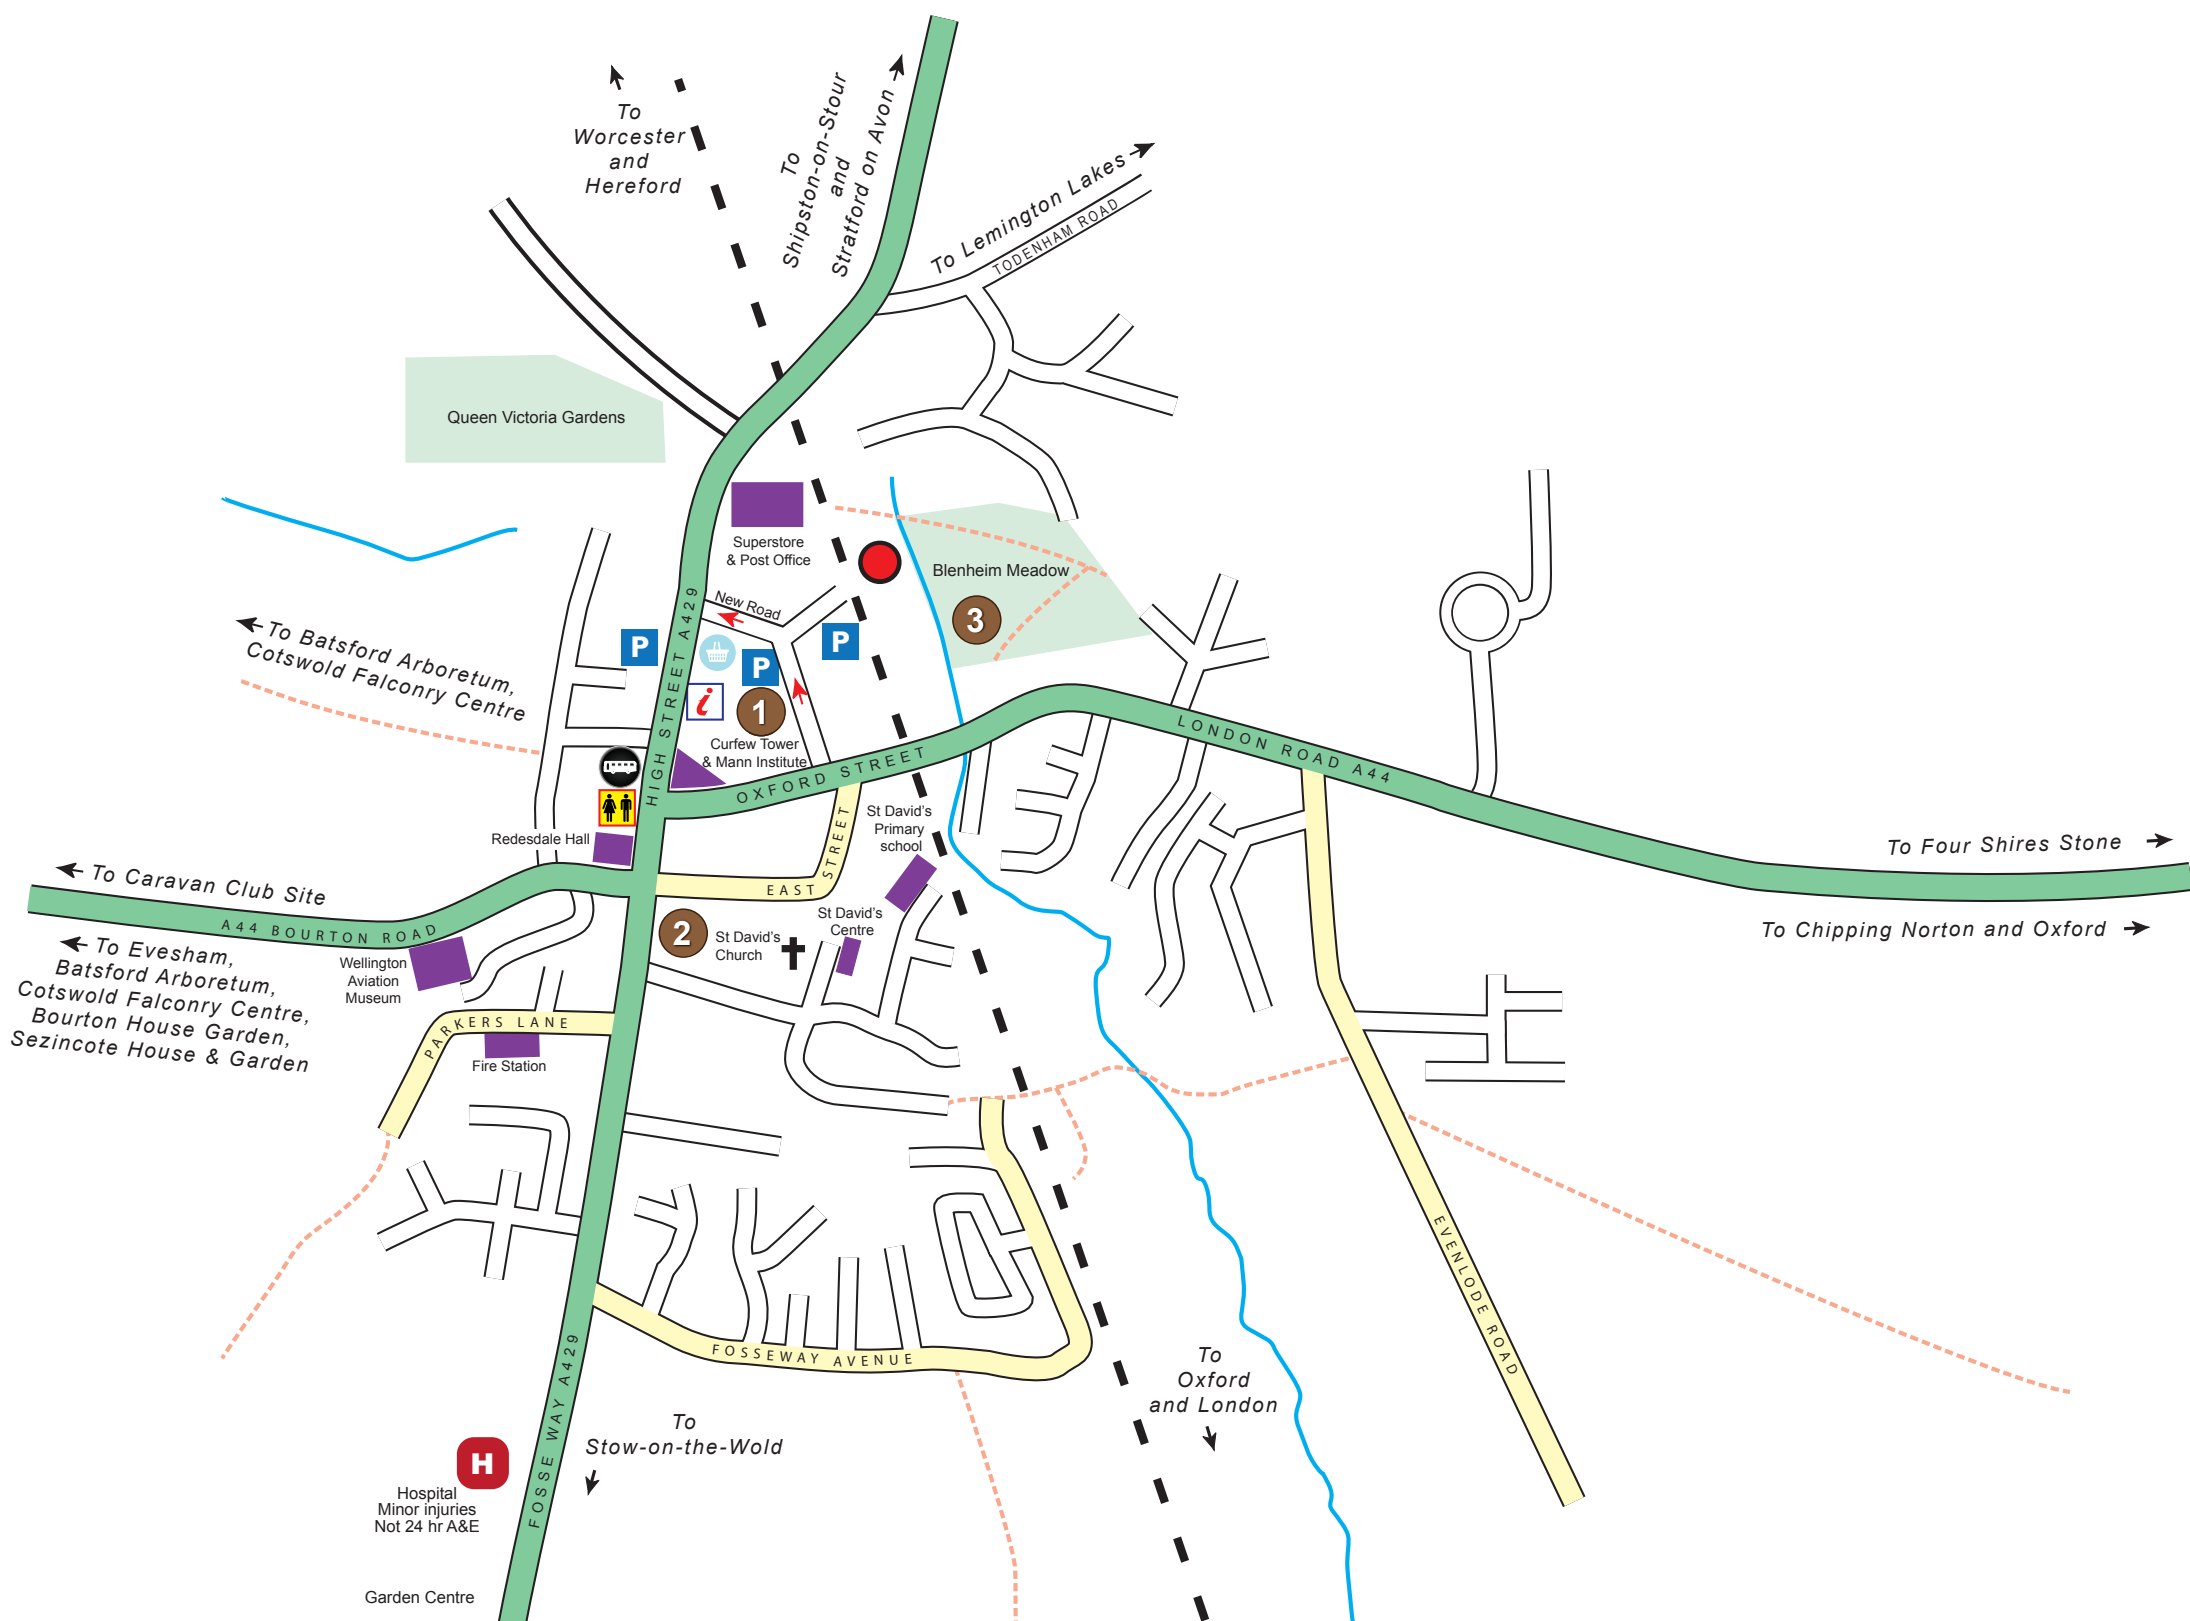 To
Worcester
and
Hereford
To
Shipston-on-Stour
and
Stratford on Avon
To Lemington Lakes
TODENHAM ROAD
Queen Victoria Gardens
Superstore
& Post Office
Blenheim Meadow
New Road
3
P
P
P
i
1
HIGH STREET A429
To Batsford Arboretum,
Cotswold Falconry Centre
Curfew Tower
& Mann Institute
OXFORD STREET
LONDON ROAD A44
Redesdale Hall
St David's
Primary
school
EAST STREET
To Four Shires Stone
To Chipping Norton and Oxford
To Caravan Club Site
A44 BOURTON ROAD
To Evesham,
Batsford Arboretum,
Cotswold Falconry Centre,
Bourton House Garden,
Sezincote House & Garden
Wellington
Aviation
Museum
2
St David's
Church
St David's
Centre
PARKERS LANE
Fire Station
EVENLODE ROAD
FOSSEWAY AVENUE
FOSSE WAY A429
To
Oxford
and London
To
Stow-on-the-Wold
H
Hospital
Minor injuries
Not 24 hr A&E
Garden Centre